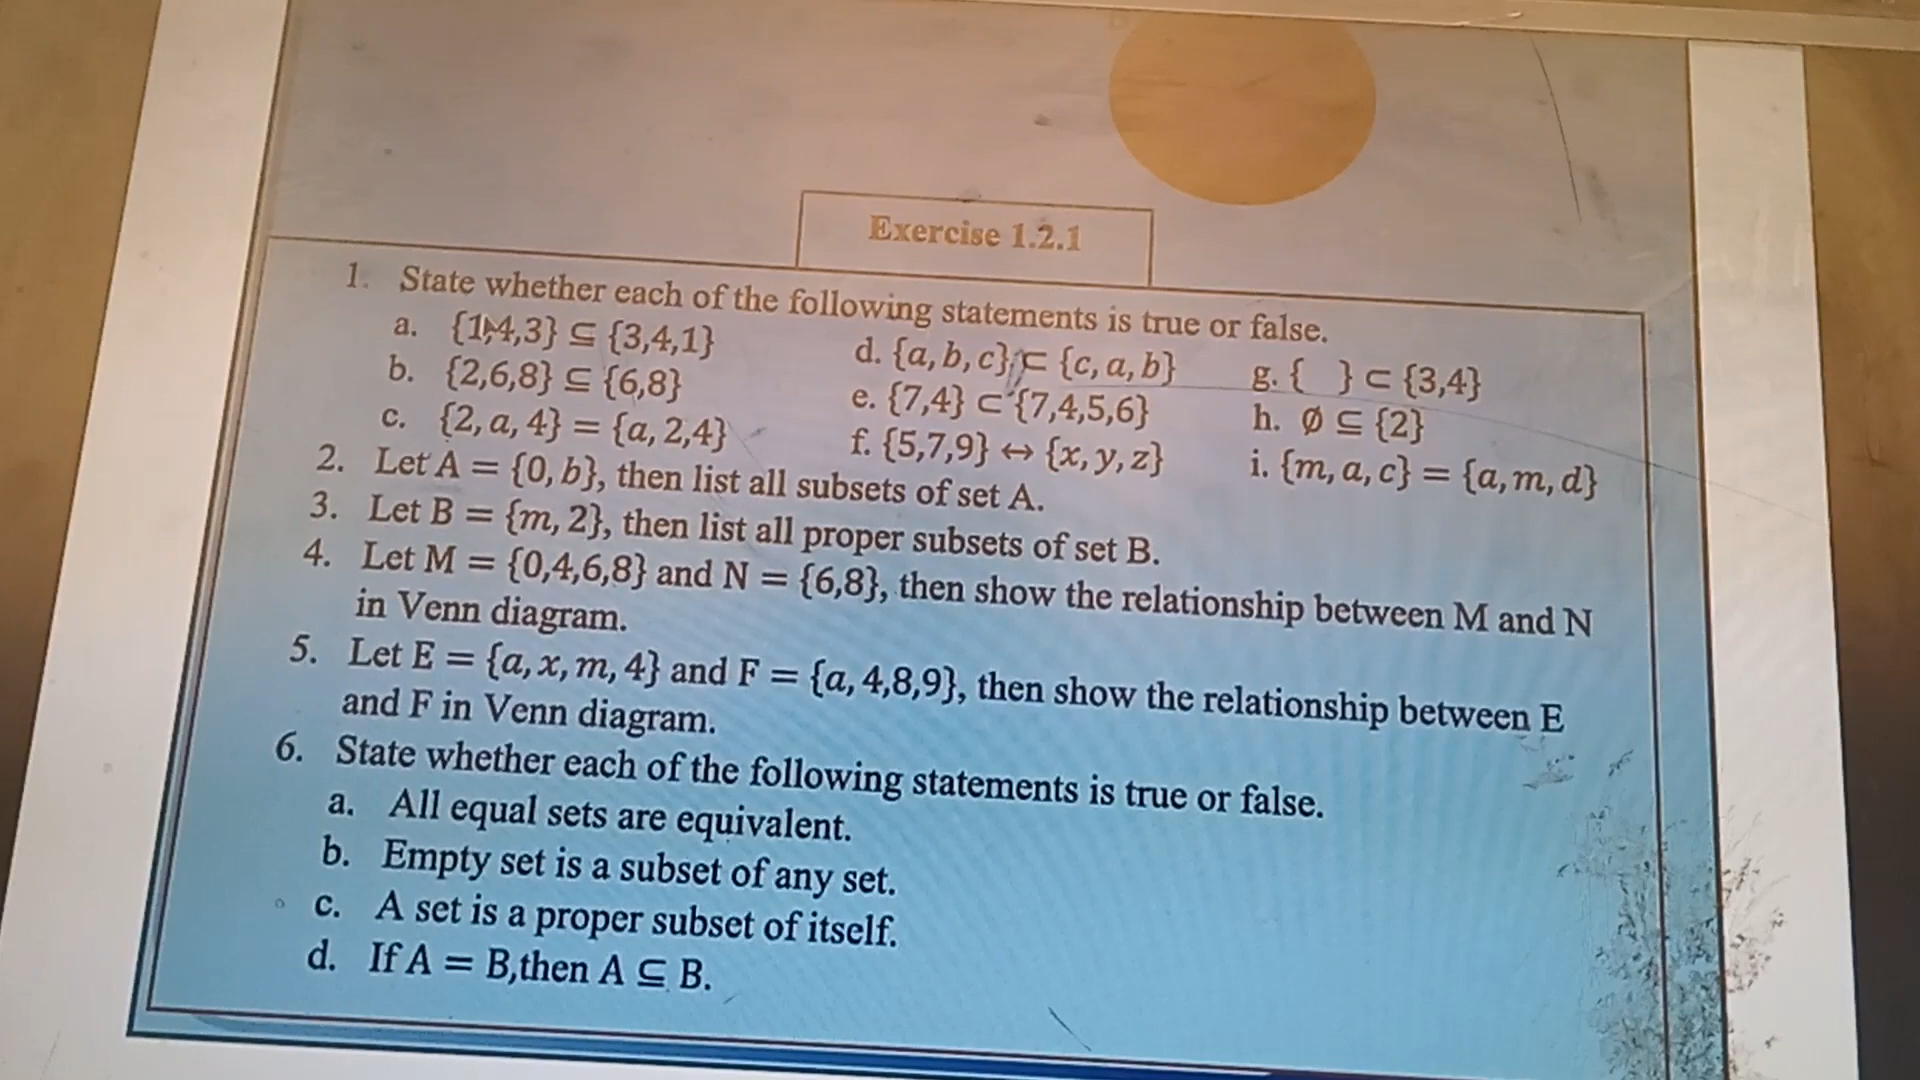 Exercise 1.2.1
1. State whether each of the following statements is true or false.
a. {1,4,3} ⊆ {3,4,1} d. {a, b, c} ⊂ {c, a, b} g. { } ⊂ {3,4}
b. {2,6,8} ⊆ {6,8} e. {7,4} ⊂ {7,4,5,6} h. ∅ ⊆ {2}
c. {2, a, 4} = {a, 2,4} f. {5,7,9} ↔ {x, y, z} i. {m, a, c} = {a, m, d}
2. Let A = {0, b}, then list all subsets of set A.
3. Let B = {m, 2}, then list all proper subsets of set B.
4. Let M = {0,4,6,8} and N = {6,8}, then show the relationship between M and N
in Venn diagram.
5. Let E = {a, x, m, 4} and F = {a, 4,8,9}, then show the relationship between E
and F in Venn diagram.
6. State whether each of the following statements is true or false.
a. All equal sets are equivalent.
b. Empty set is a subset of any set.
c. A set is a proper subset of itself.
d. If A = B,then A ⊆ B.